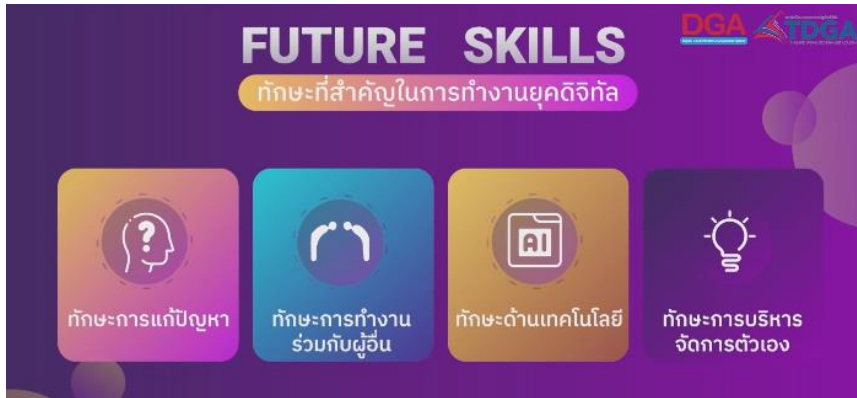 FUTURE SKILLS
DGA
TDGA
ทักษะที่สำคัญในการทำงานยุคดิจิทัล
AI
ทักษะการแก้ปัญหา
ทักษะการทำงาน
ร่วมกับผู้อื่น
ทักษะด้านเทคโนโลยี
ทักษะการบริหาร
จัดการตัวเอง